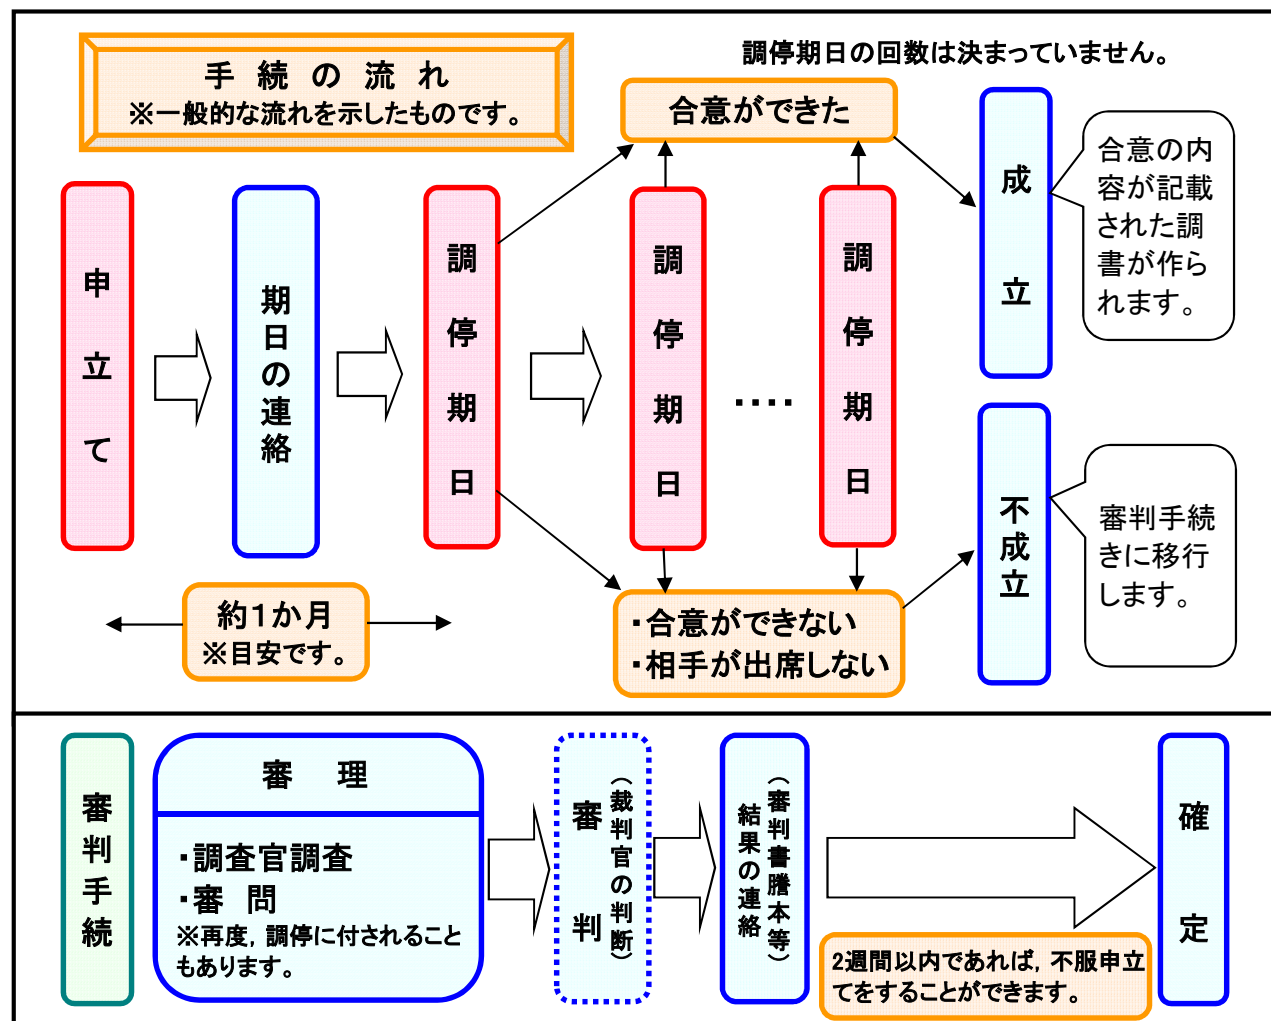 手続の流れ
※一般的な流れを示したものです。
調停期日の回数は決まっていません。
申立て
期日の連絡
調停期日
調停期日
‥‥
調停期日
合意ができた
成立
合意の内
容が記載
された調
書が作ら
れます。
・合意ができない
・相手が出席しない
不成立
審判手続
きに移行
します。
約1か月
※目安です。
審判手続
審理
・調査官調査
・審問
※再度,調停に付されること
もあります。
審判
(裁判官の判断)
(審判書謄本等)
結果の連絡
2週間以内であれば,不服申立
てをすることができます。
確定